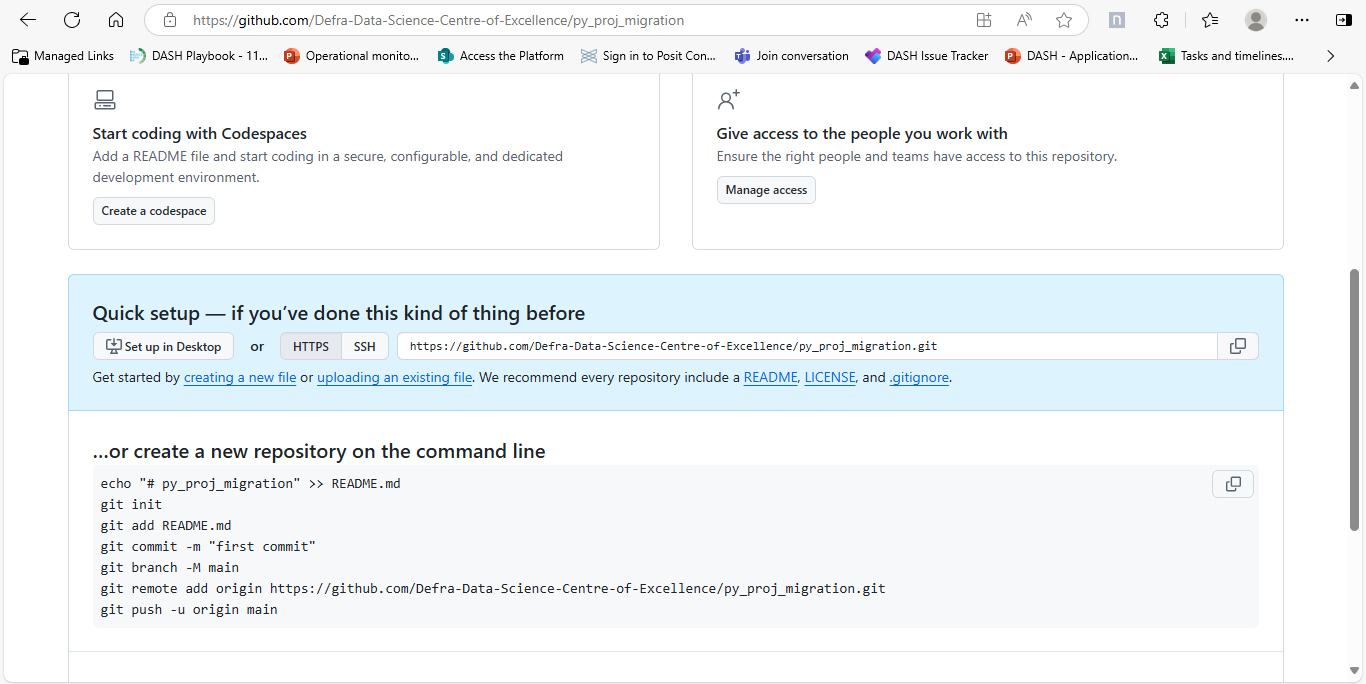 https://github.com/Defra-Data-Science-Centre-of-Excellence/py_proj_migration
Managed Links
DASH Playbook - 11...
Operational monito...
Access the Platform
Sign in to Posit Con...
Join conversation
DASH Issue Tracker
DASH - Application...
Tasks and timelines....
Start coding with Codespaces
Add a README file and start coding in a secure, configurable, and dedicated
development environment.
Create a codespace
Give access to the people you work with
Ensure the right people and teams have access to this repository.
Manage access
Quick setup — if you’ve done this kind of thing before
Set up in Desktop or HTTPS SSH https://github.com/Defra-Data-Science-Centre-of-Excellence/py_proj_migration.git
Get started by creating a new file or uploading an existing file. We recommend every repository include a README, LICENSE, and .gitignore.
…or create a new repository on the command line
echo "# py_proj_migration" >> README.md
git init
git add README.md
git commit -m "first commit"
git branch -M main
git remote add origin https://github.com/Defra-Data-Science-Centre-of-Excellence/py_proj_migration.git
git push -u origin main